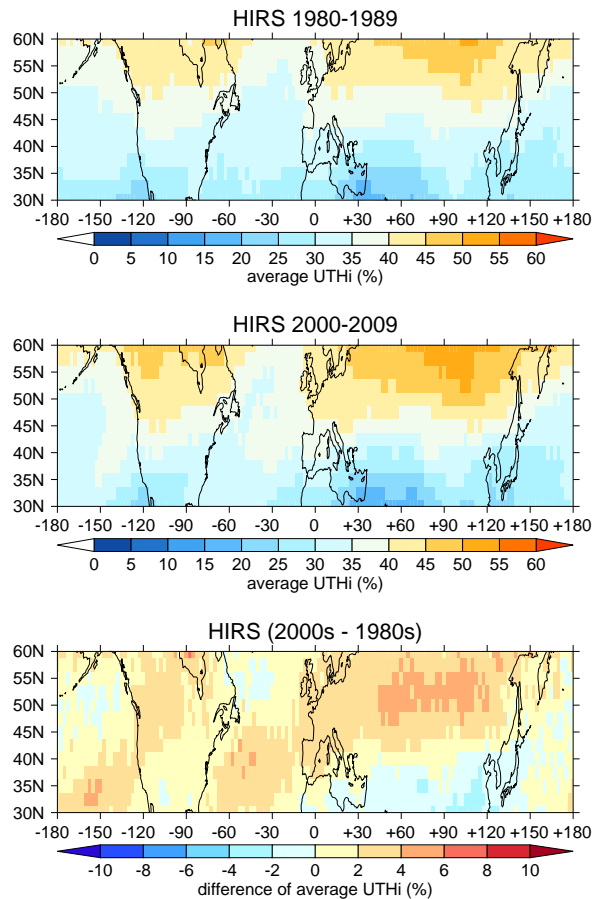 HIRS 1980-1989
60N
55N
50N
45N
40N
35N
30N
-180 -150 -120 -90 -60 -30 0 +30 +60 +90 +120 +150 +180
0 5 10 15 20 25 30 35 40 45 50 55 60
average UTHi (%)
HIRS 2000-2009
60N
55N
50N
45N
40N
35N
30N
-180 -150 -120 -90 -60 -30 0 +30 +60 +90 +120 +150 +180
0 5 10 15 20 25 30 35 40 45 50 55 60
average UTHi (%)
HIRS (2000s - 1980s)
60N
55N
50N
45N
40N
35N
30N
-180 -150 -120 -90 -60 -30 0 +30 +60 +90 +120 +150 +180
-10 -8 -6 -4 -2 0 2 4 6 8 10
difference of average UTHi (%)